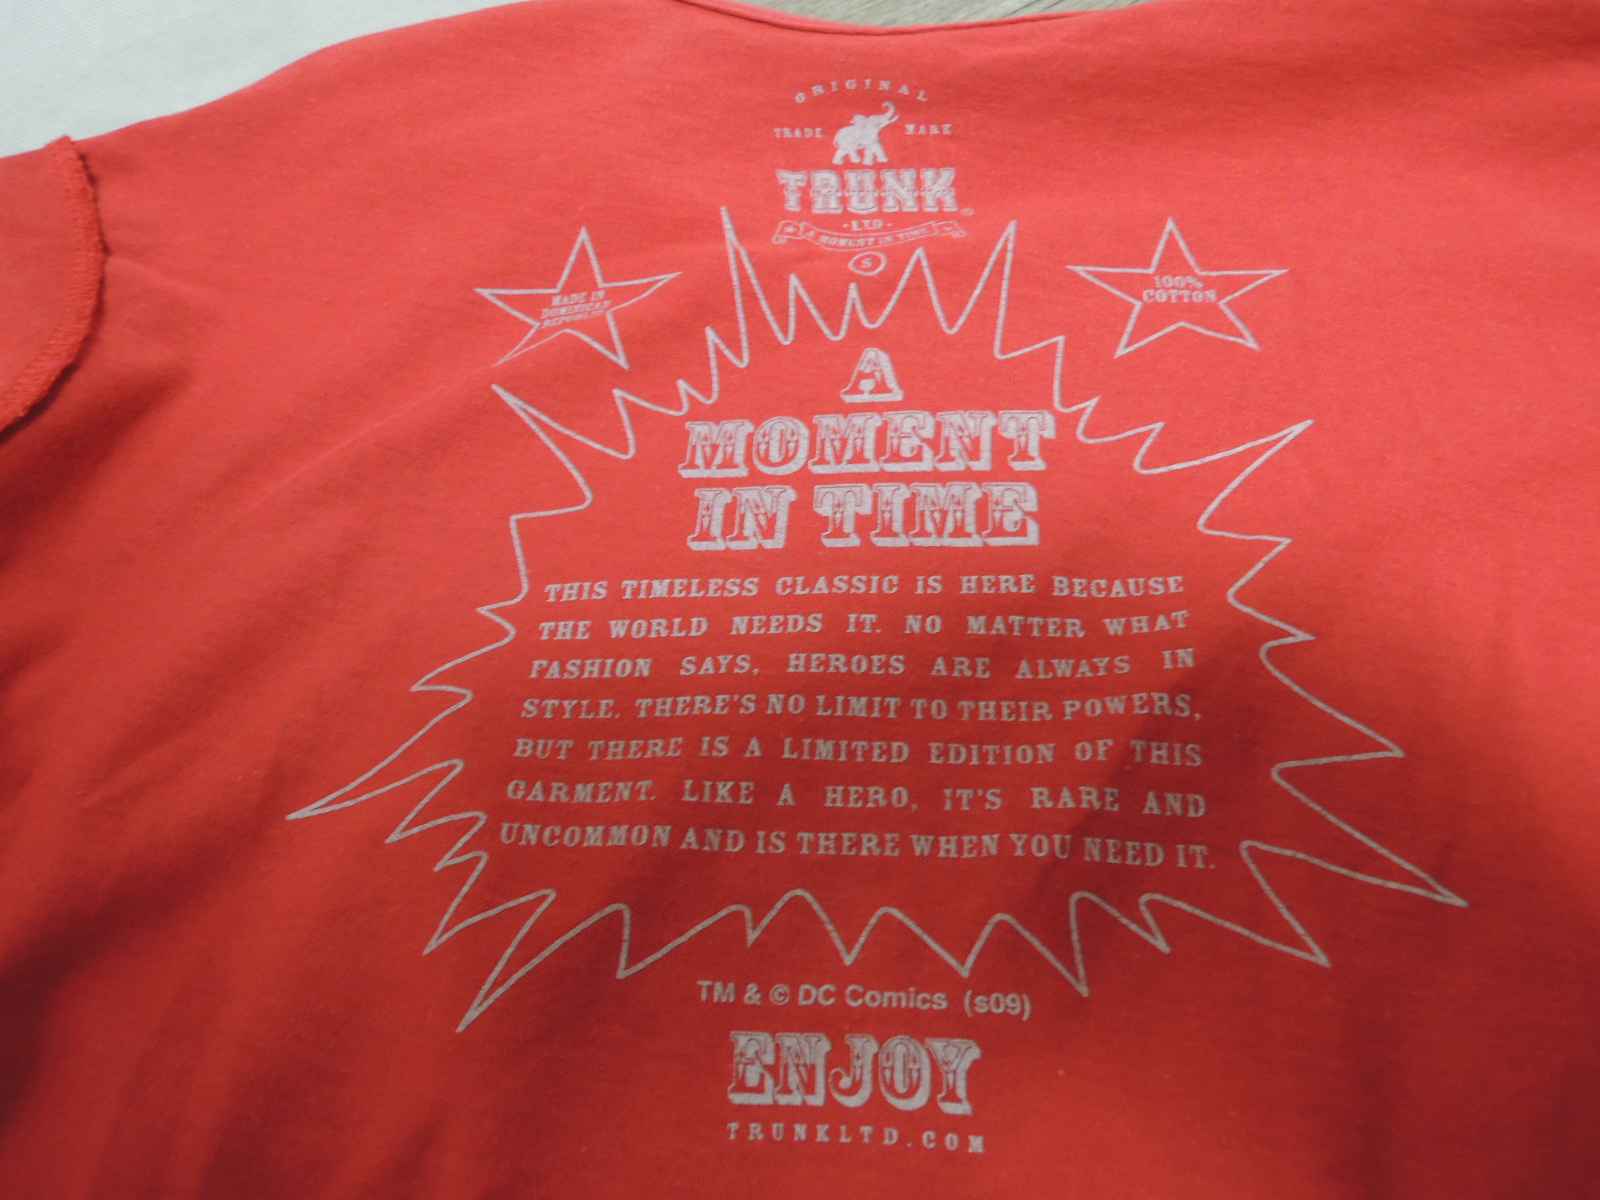 ORIGINAL
TRADE MARK
TRUNK
LTD
A MOMENT IN TIME
S
MADE IN
DOMINICAN
REPUBLIC
100%
COTTON
A
MOMENT
IN TIME
THIS TIMELESS CLASSIC IS HERE BECAUSE
THE WORLD NEEDS IT. NO MATTER WHAT
FASHION SAYS, HEROES ARE ALWAYS IN
STYLE. THERE'S NO LIMIT TO THEIR POWERS,
BUT THERE IS A LIMITED EDITION OF THIS
GARMENT. LIKE A HERO, IT'S RARE AND
UNCOMMON AND IS THERE WHEN YOU NEED IT.
TM & © DC Comics (s09)
ENJOY
TRUNKLTD.COM